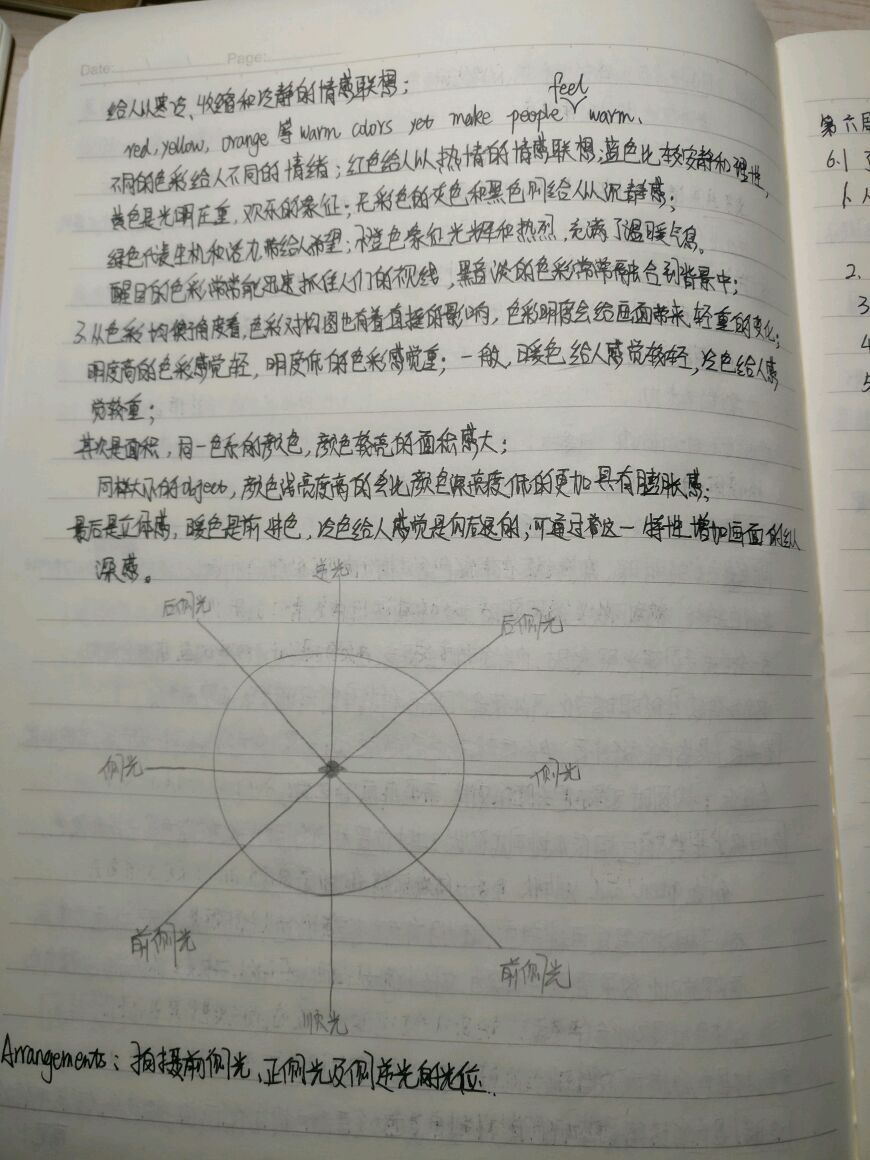 Date: / / Page:
给人以寒冷、收缩和冷静的情感联想；
feel
red, yellow, orange 等 warm colors yet make people warm.
不同的色彩给人不同的情绪；红色给人以热情的情感联想；蓝色比较安静和理性，
黄色是光明庄重，欢乐的象征；无彩色的灰色和黑色则给人以沉静感；
绿色代表生机和活力，带给人希望；橙色象征光辉和热烈，充满了温暖气息。
醒目的色彩常常能迅速抓住人们的视线，黑暗淡的色彩常常融合到背景中；
3.从色彩均衡角度看，色彩对构图也有着直接的影响，色彩明度会给画面带来轻重的变化；
明度高的色彩感觉轻，明度低的色彩感觉重；一般，暖色给人感觉较轻，冷色给人感
觉较重；
其次是面积，同一色系的颜色，颜色较亮的面积感大；
同样大小的object，颜色深亮度高的会比颜色深亮度低的更加具有膨胀感；
最后是立体感，暖色是前进色，冷色给人感觉是向后退的；可通过着这一特性增加画面的纵
深感。
逆光
后侧光
后侧光
侧光
侧光
前侧光
前侧光
顺光
Arrangements：拍摄前侧光、正侧光及侧逆光的光位.
第六周
6.1
1.
2.
3
4
5